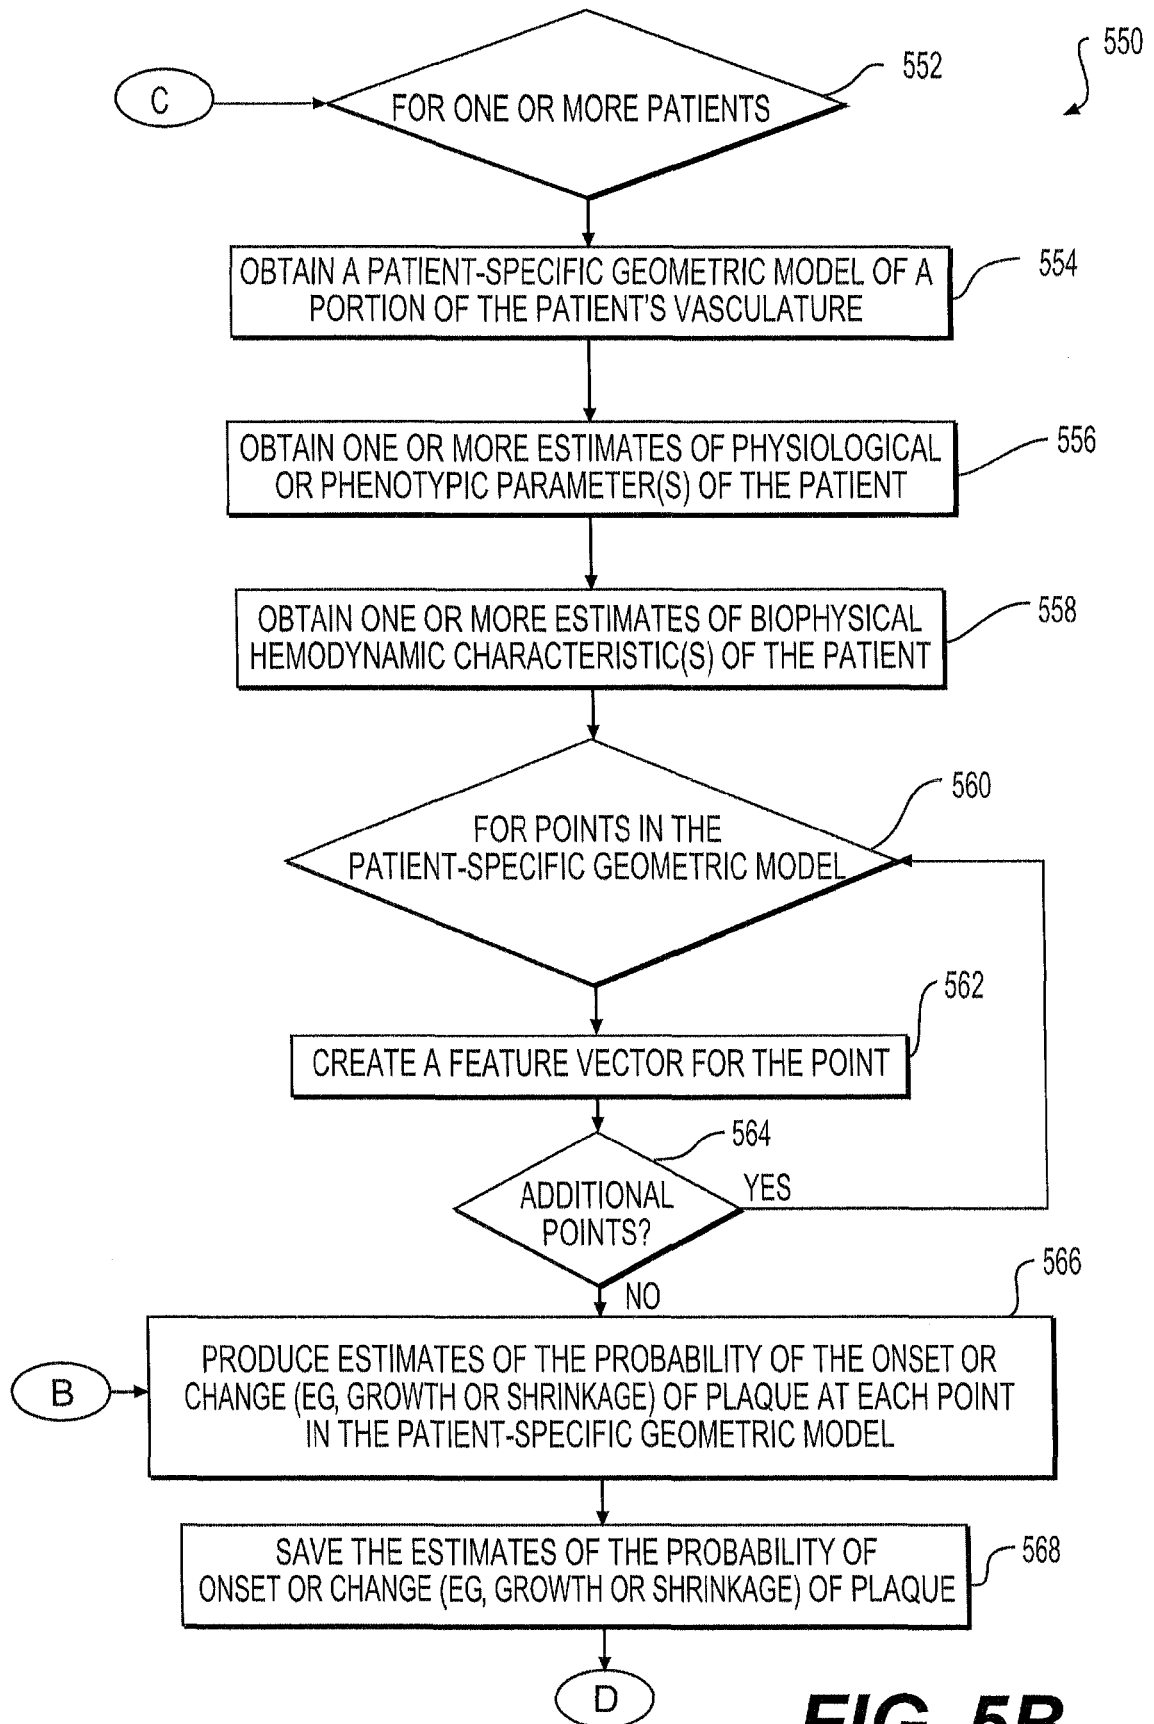 550
552
C
FOR ONE OR MORE PATIENTS
554
OBTAIN A PATIENT-SPECIFIC GEOMETRIC MODEL OF A
PORTION OF THE PATIENT'S VASCULATURE
556
OBTAIN ONE OR MORE ESTIMATES OF PHYSIOLOGICAL
OR PHENOTYPIC PARAMETER(S) OF THE PATIENT
558
OBTAIN ONE OR MORE ESTIMATES OF BIOPHYSICAL
HEMODYNAMIC CHARACTERISTIC(S) OF THE PATIENT
560
FOR POINTS IN THE
PATIENT-SPECIFIC GEOMETRIC MODEL
562
CREATE A FEATURE VECTOR FOR THE POINT
564
ADDITIONAL
POINTS?
YES
NO
566
B
PRODUCE ESTIMATES OF THE PROBABILITY OF THE ONSET OR
CHANGE (EG, GROWTH OR SHRINKAGE) OF PLAQUE AT EACH POINT
IN THE PATIENT-SPECIFIC GEOMETRIC MODEL
568
SAVE THE ESTIMATES OF THE PROBABILITY OF
ONSET OR CHANGE (EG, GROWTH OR SHRINKAGE) OF PLAQUE
D
FIG. 5B